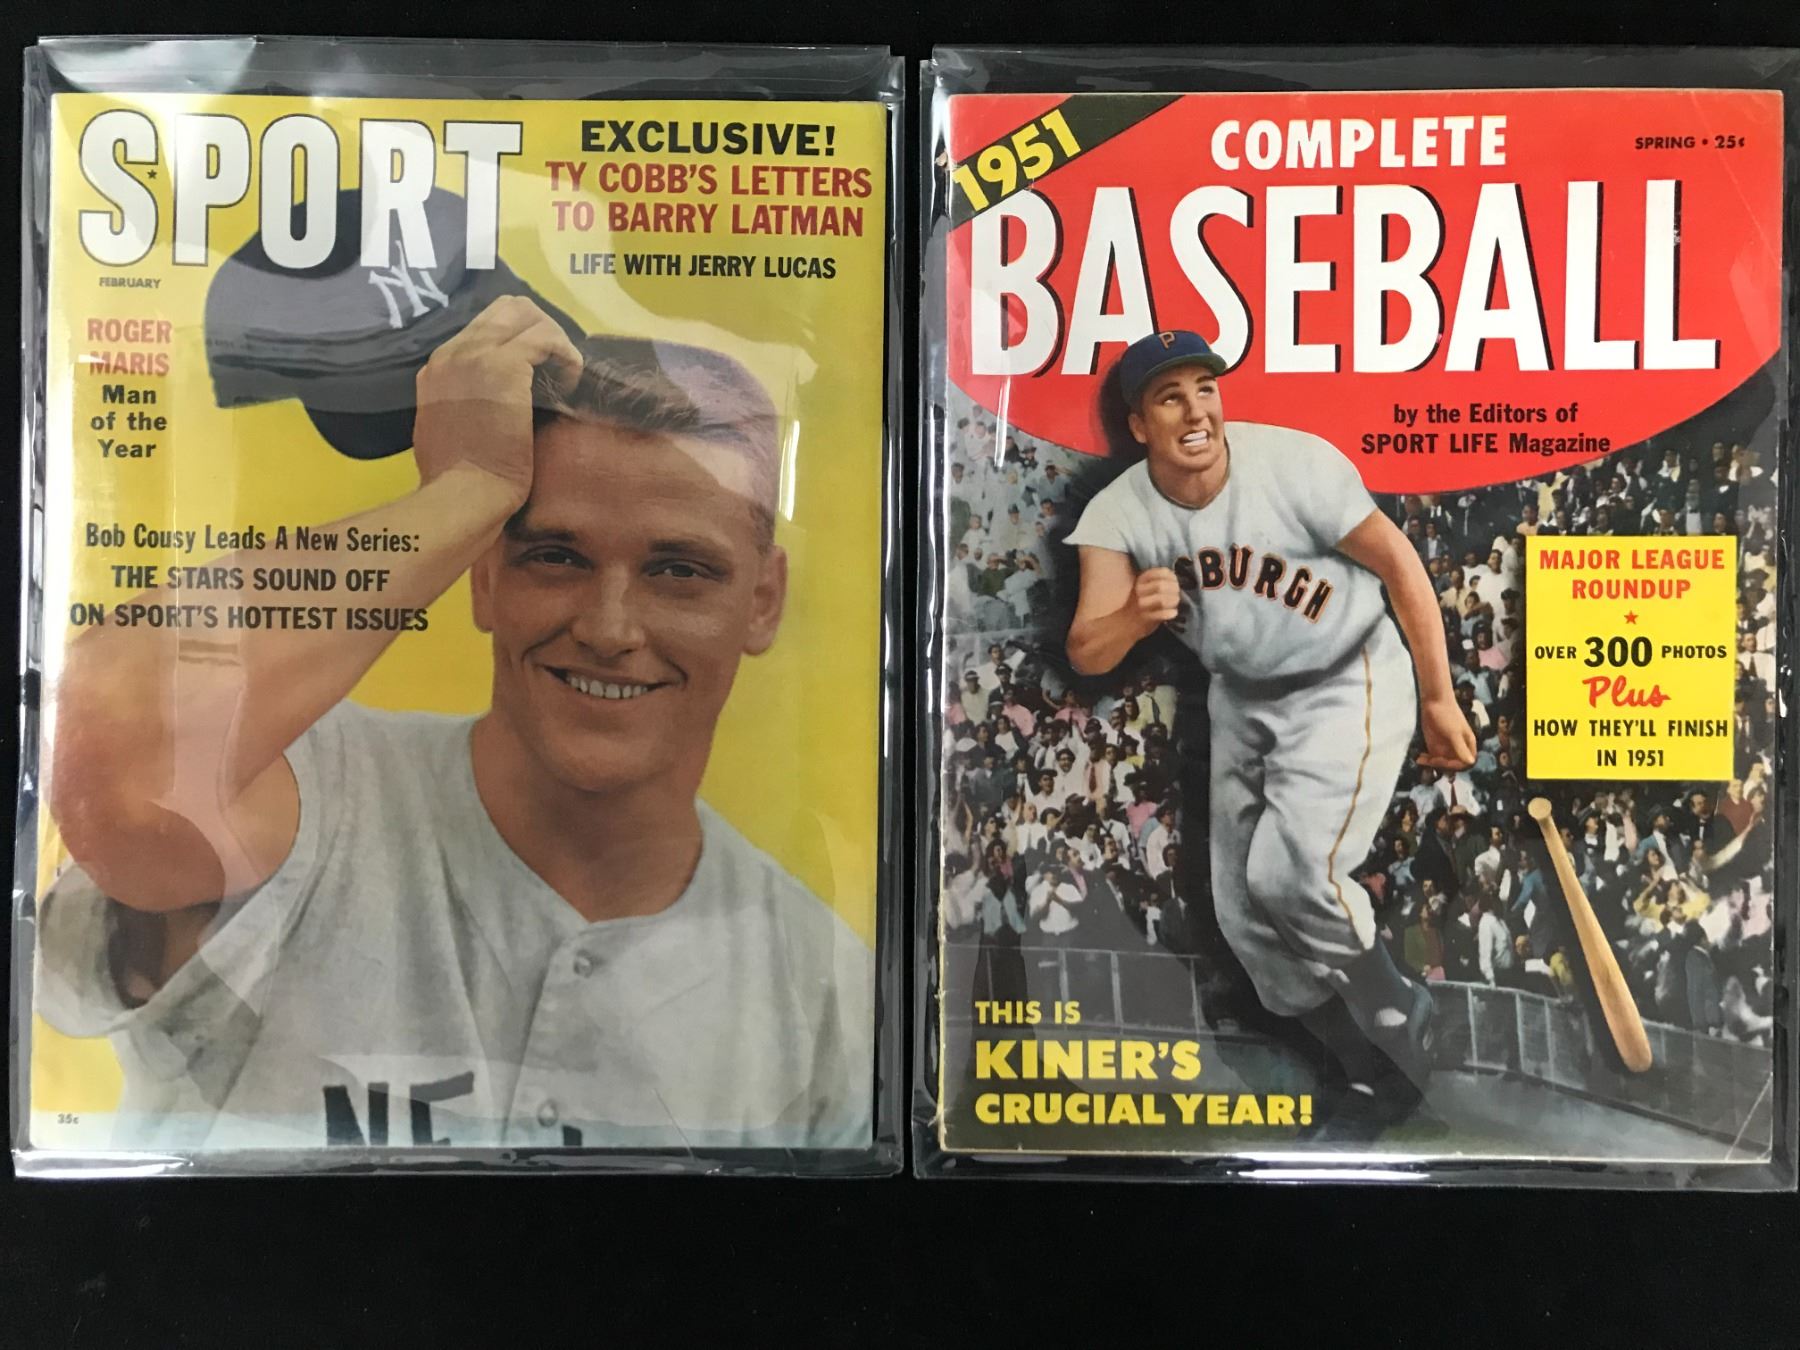 SPORT
FEBRUARY
EXCLUSIVE!
TY COBB'S LETTERS
TO BARRY LATMAN
LIFE WITH JERRY LUCAS
NY
ROGER
MARIS
Man
of the
Year
Bob Cousy Leads A New Series:
THE STARS SOUND OFF
ON SPORT'S HOTTEST ISSUES
NE
35¢
1951
COMPLETE
BASEBALL
SPRING • 25¢
by the Editors of
SPORT LIFE Magazine
P
SBURGH
MAJOR LEAGUE
ROUNDUP
OVER 300 PHOTOS
Plus
HOW THEY'LL FINISH
IN 1951
THIS IS
KINER'S
CRUCIAL YEAR!